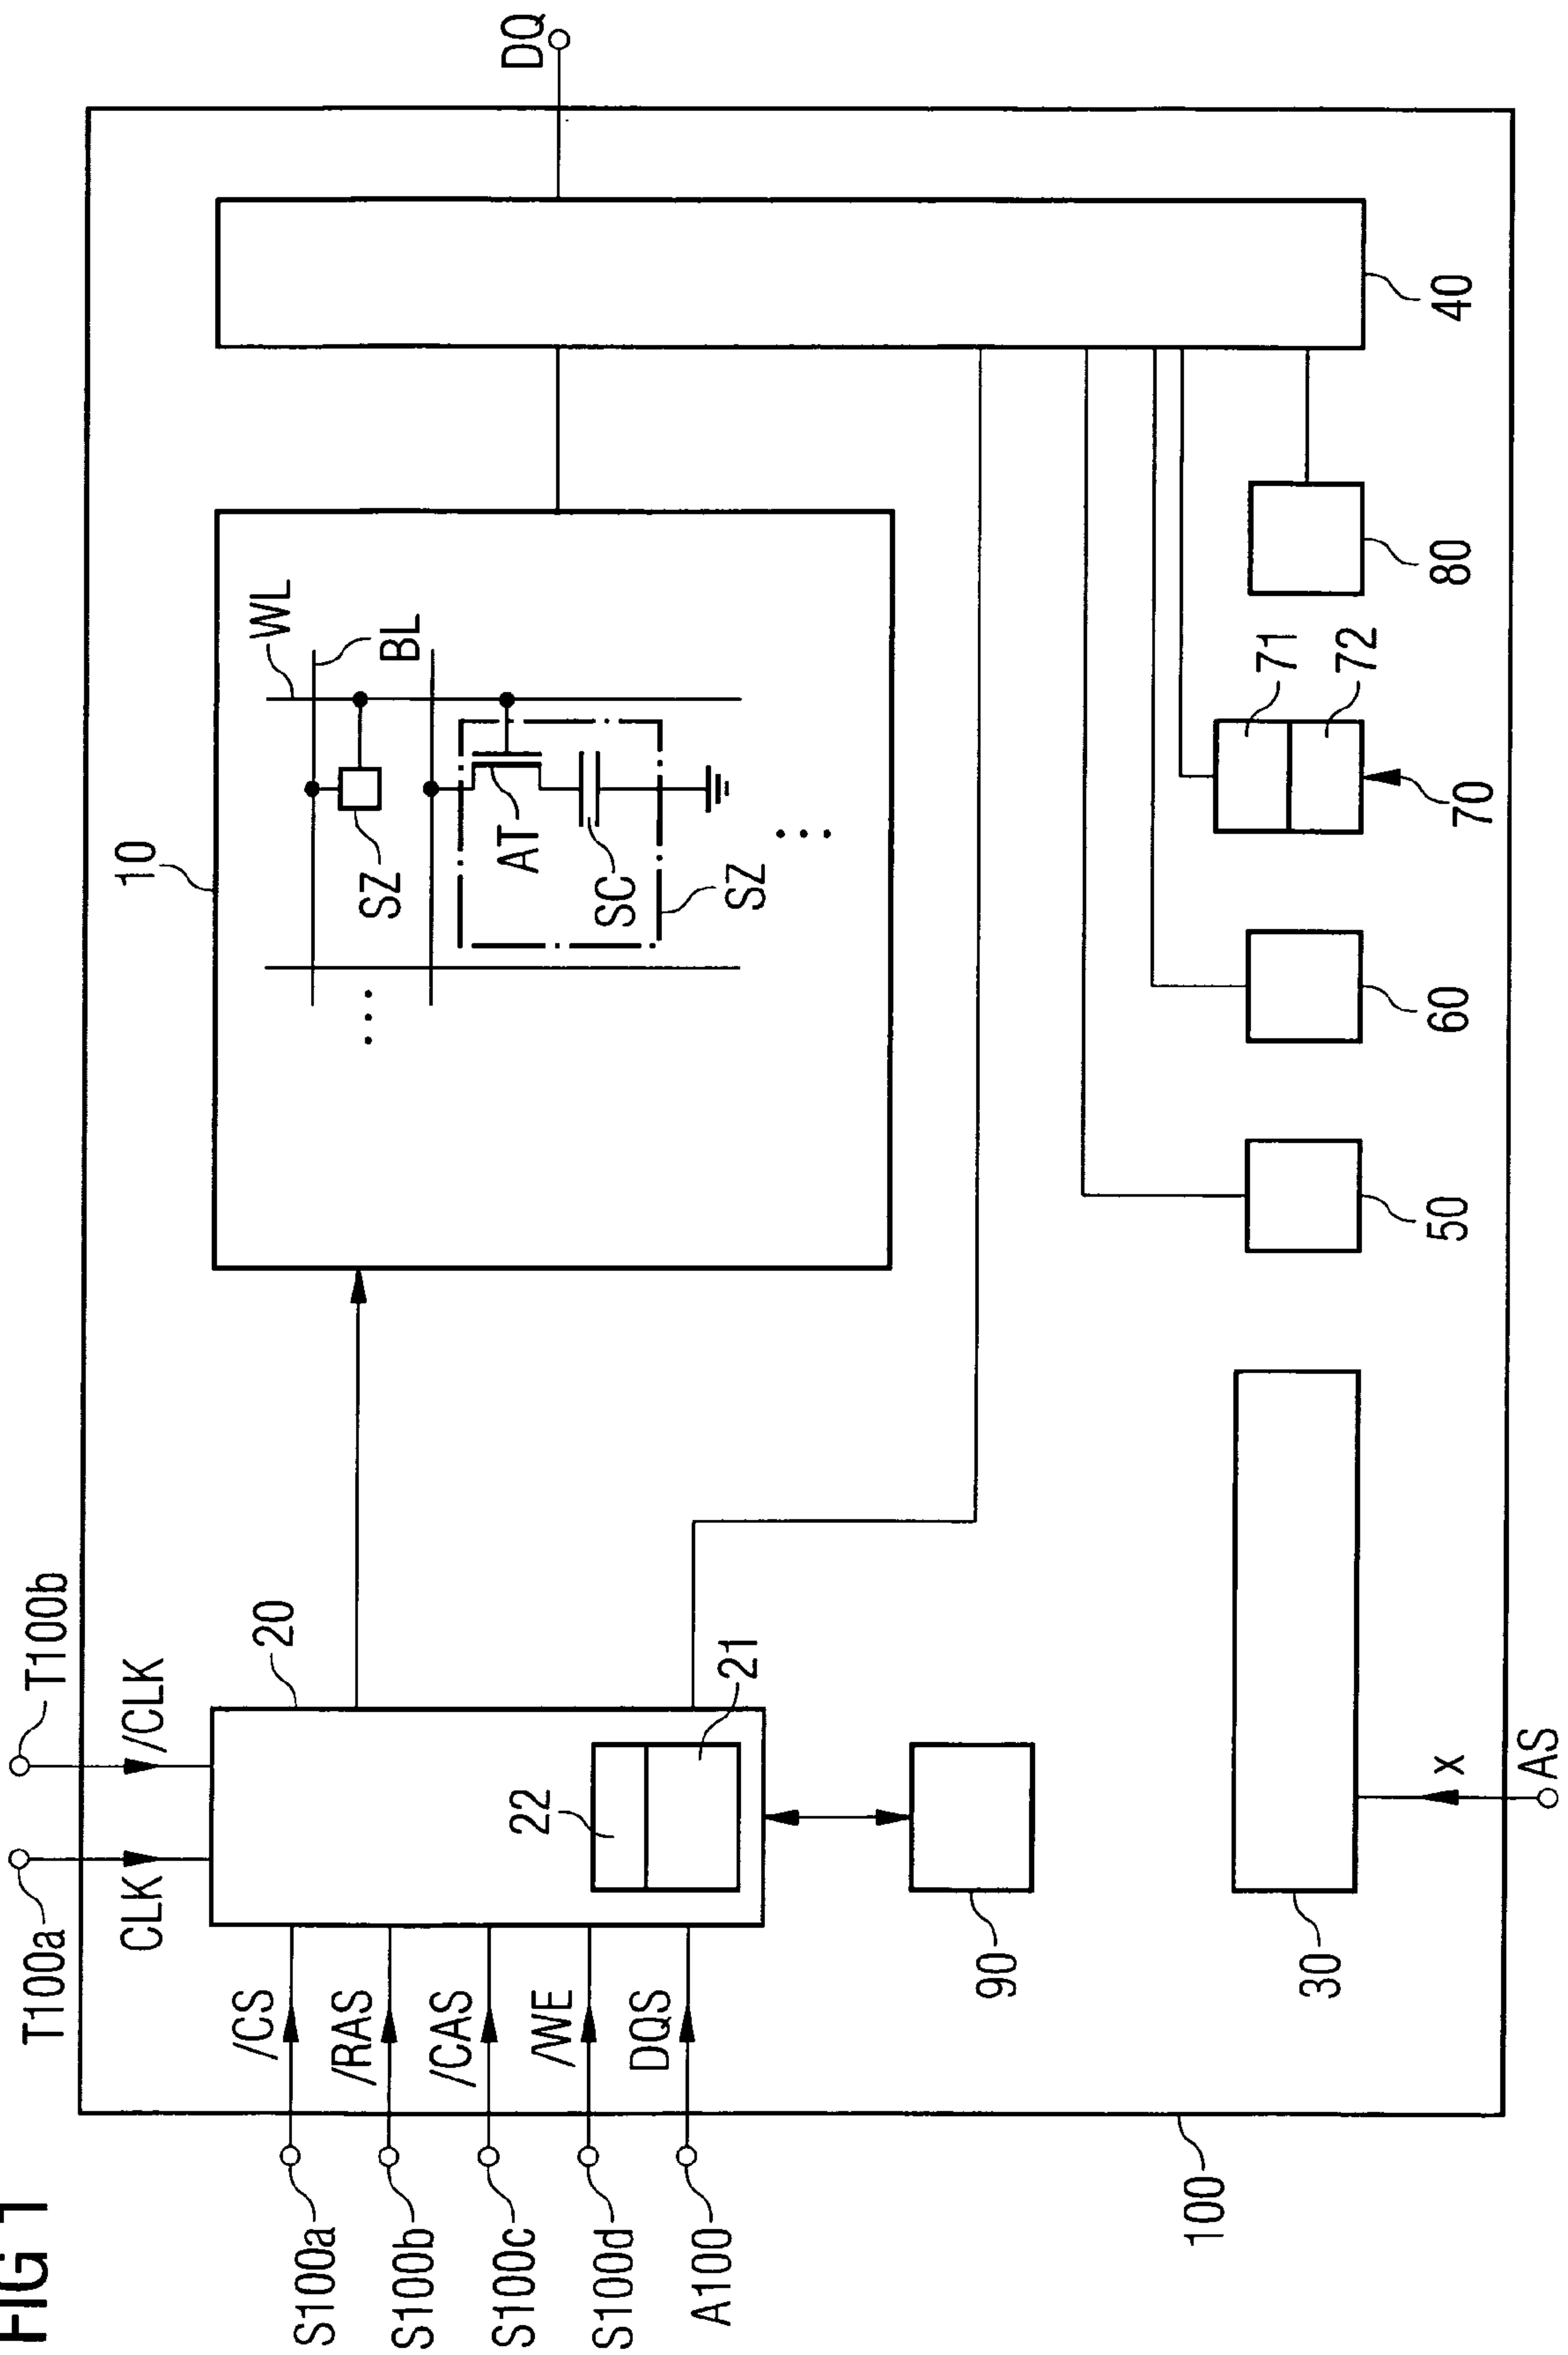 FIG 1
T100a
T100b
CLK
/CLK
S100a
/CS
S100b
/RAS
S100c
/CAS
S100d
/WE
A100
DQS
20
22
21
90
10
WL
BL
SZ
AT
SC
SZ
DQ
40
30
x
AS
50
60
70
71
72
80
100